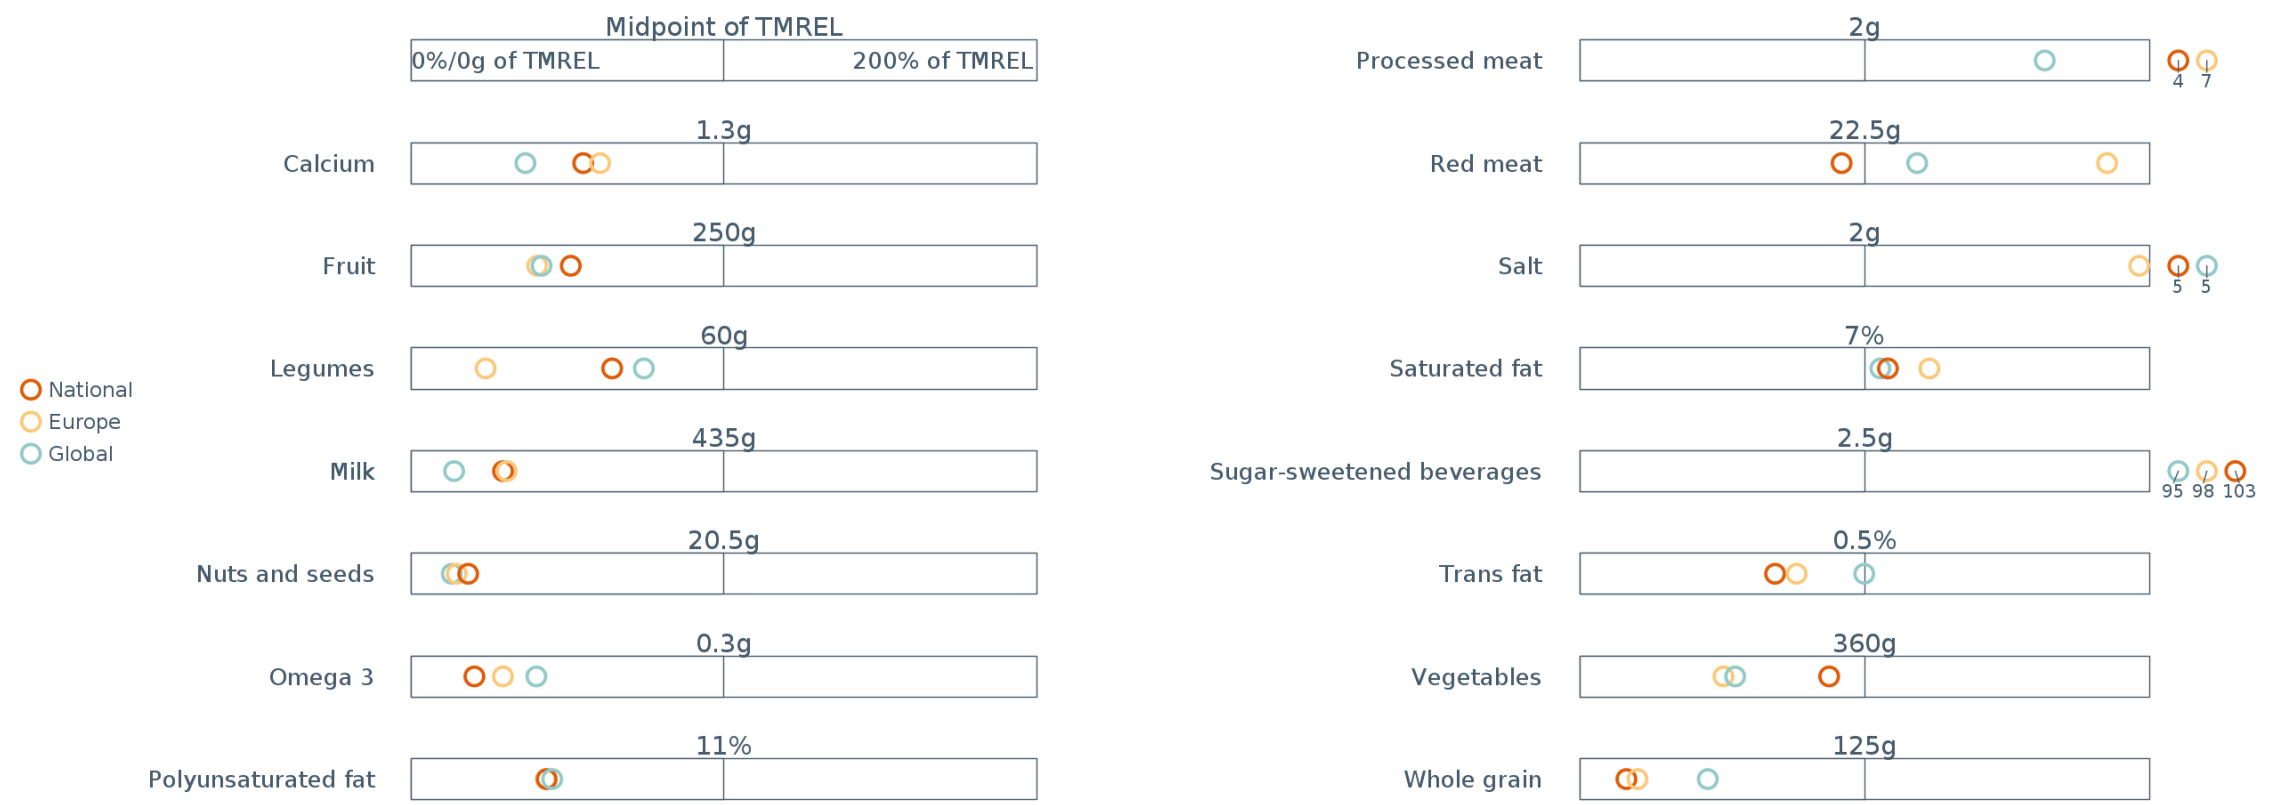 Midpoint of TMREL
0%/0g of TMREL
200% of TMREL
1.3g
Calcium
250g
Fruit
60g
Legumes
435g
Milk
20.5g
Nuts and seeds
0.3g
Omega 3
11%
Polyunsaturated fat
National
Europe
Global
2g
Processed meat
4 7
22.5g
Red meat
2g
Salt
5 5
7%
Saturated fat
2.5g
Sugar-sweetened beverages
95 98 103
0.5%
Trans fat
360g
Vegetables
125g
Whole grain